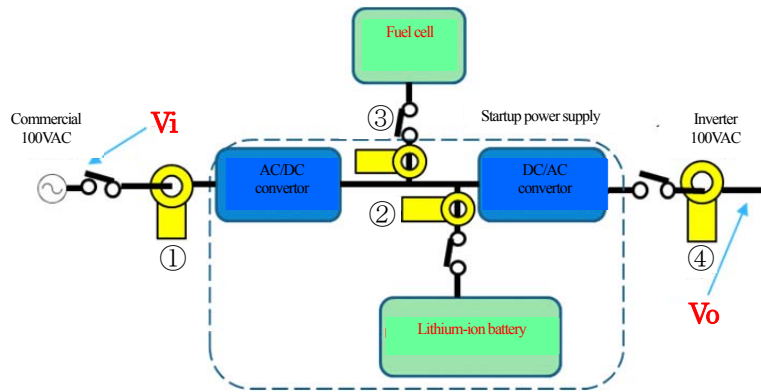 Fuel cell
③
Startup power supply
Commercial
100VAC
Vi
Inverter
100VAC
AC/DC
convertor
DC/AC
convertor
②
①
④
Vo
Lithium-ion battery